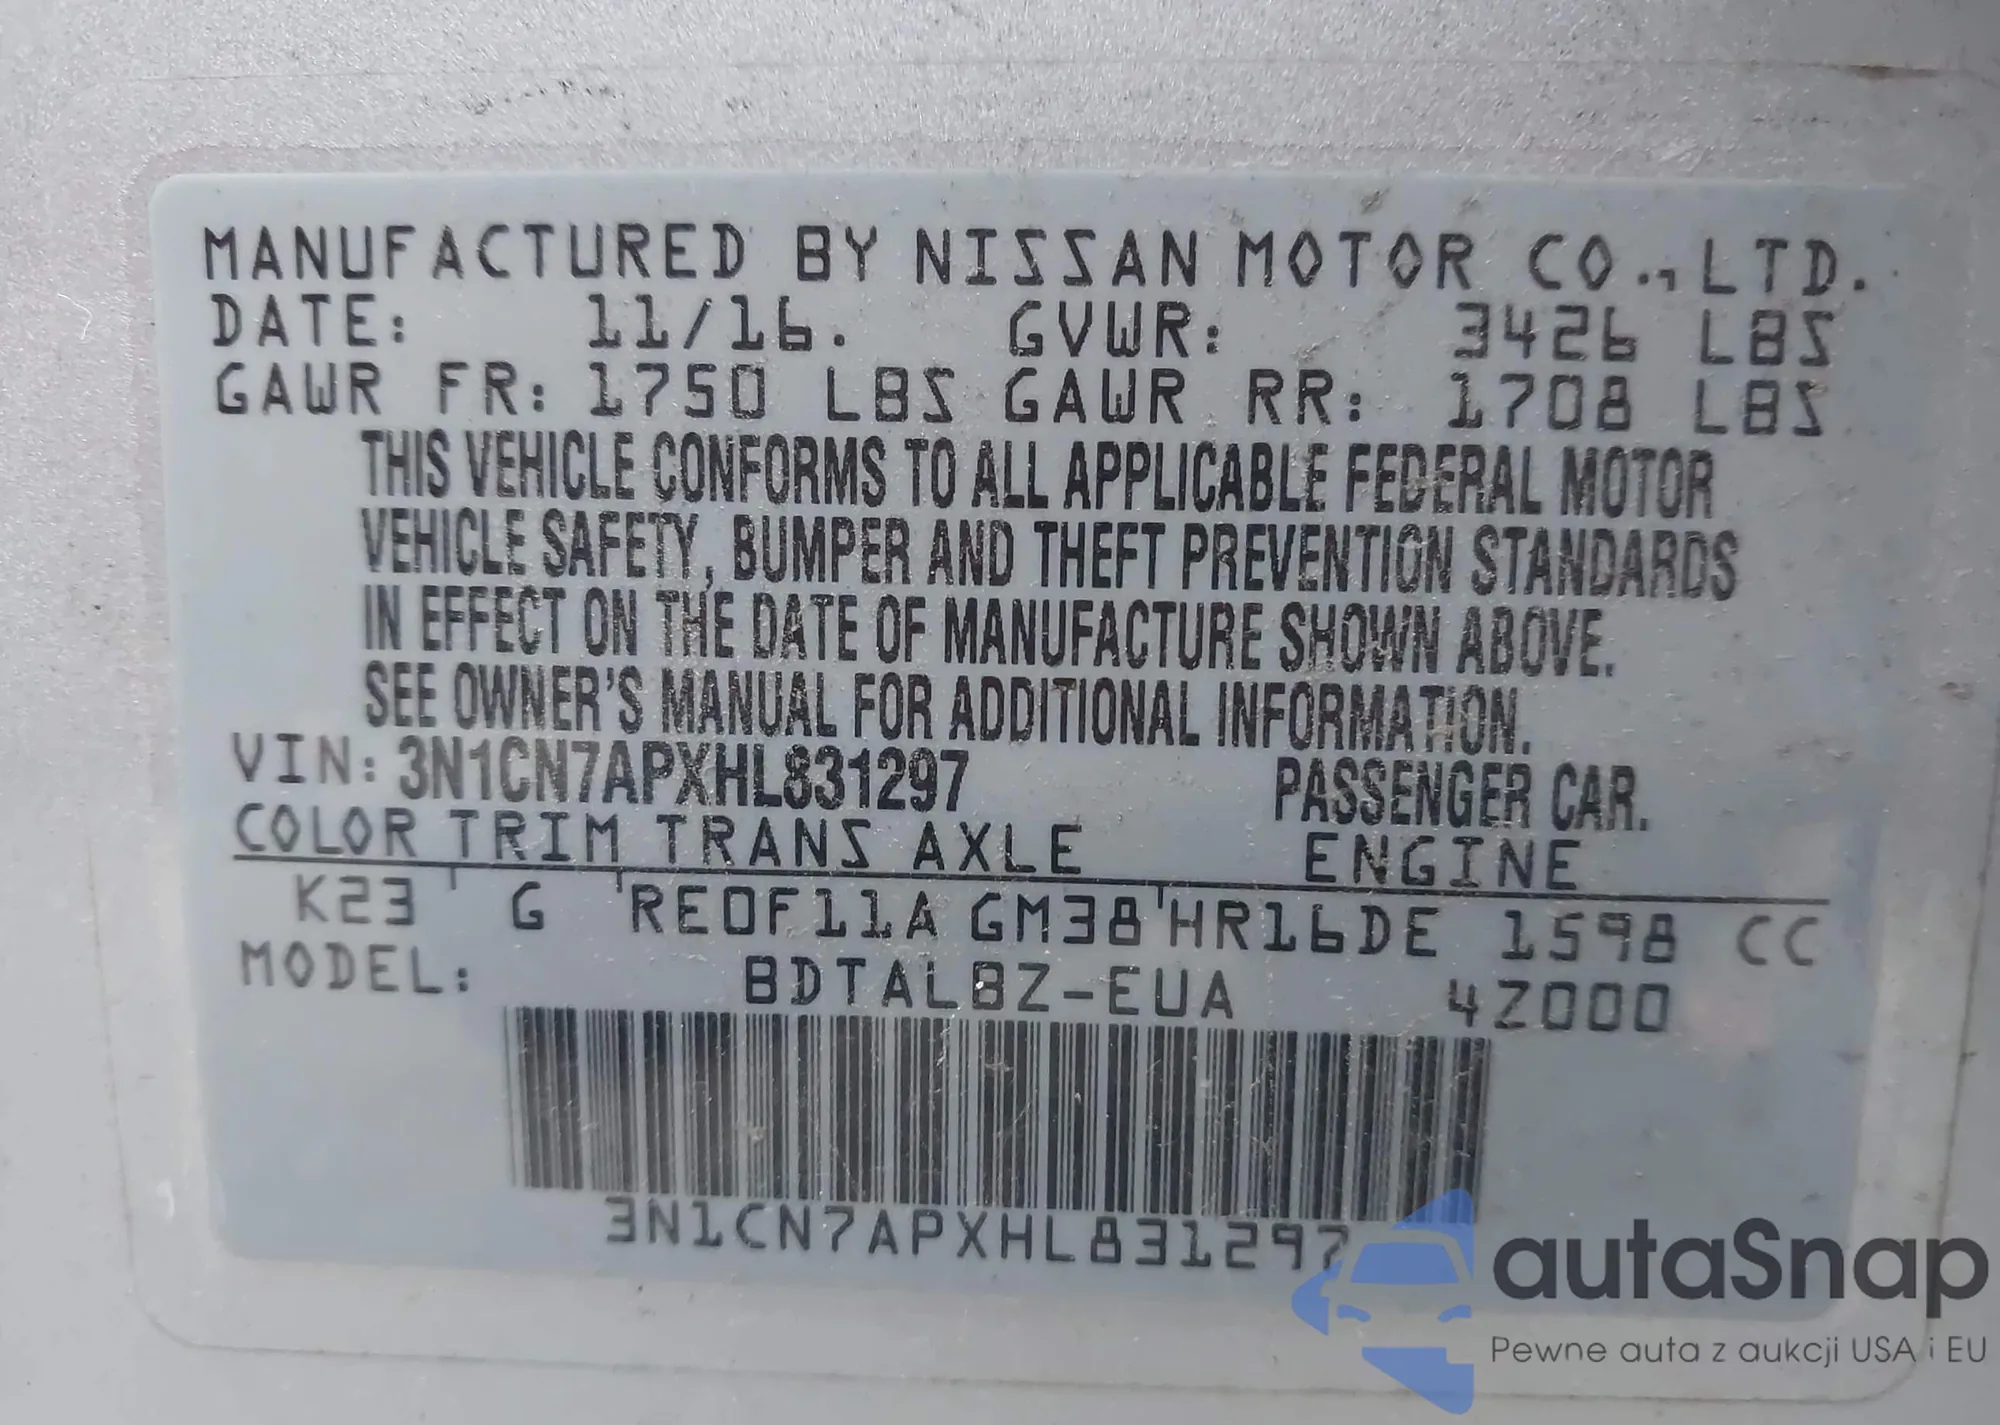 MANUFACTURED BY NISSAN MOTOR CO., LTD.
DATE: 11/16. GVWR: 3426 LBS
GAWR FR: 1750 LBS GAWR RR: 1708 LBS
THIS VEHICLE CONFORMS TO ALL APPLICABLE FEDERAL MOTOR
VEHICLE SAFETY, BUMPER AND THEFT PREVENTION STANDARDS
IN EFFECT ON THE DATE OF MANUFACTURE SHOWN ABOVE.
SEE OWNER'S MANUAL FOR ADDITIONAL INFORMATION.
VIN: 3N1CN7APXHL831297 PASSENGER CAR.
COLOR TRIM TRANS AXLE ENGINE
K23 G RE0F11A GM38 HR16DE 1598 CC
MODEL: BDTALBZ-EUA 4Z000
3N1CN7APXHL831297
autaSnap
Pewne auta z aukcji USA i EU